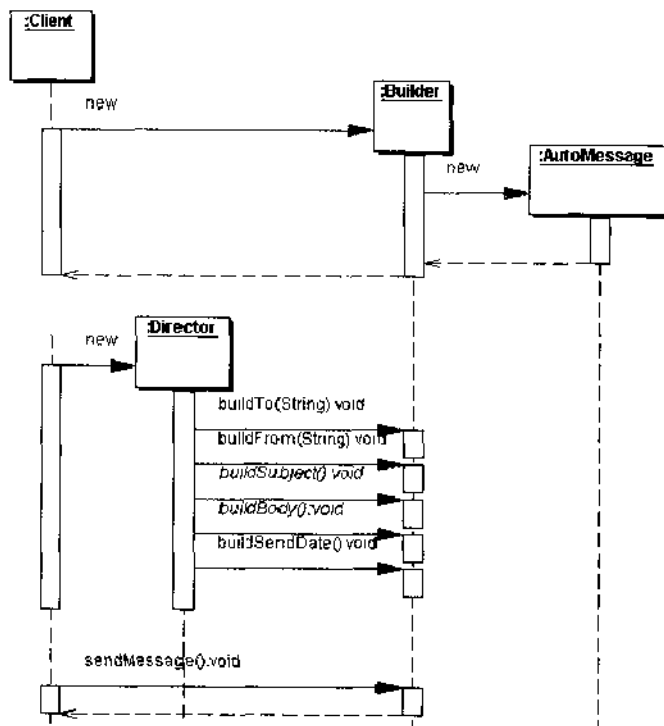 :Client
new
:Builder
new
:AutoMessage
new
:Director
buildTo(String) void
buildFrom(String) void
buildSubject() void
buildBody():void
buildSendDate() void
sendMessage():void